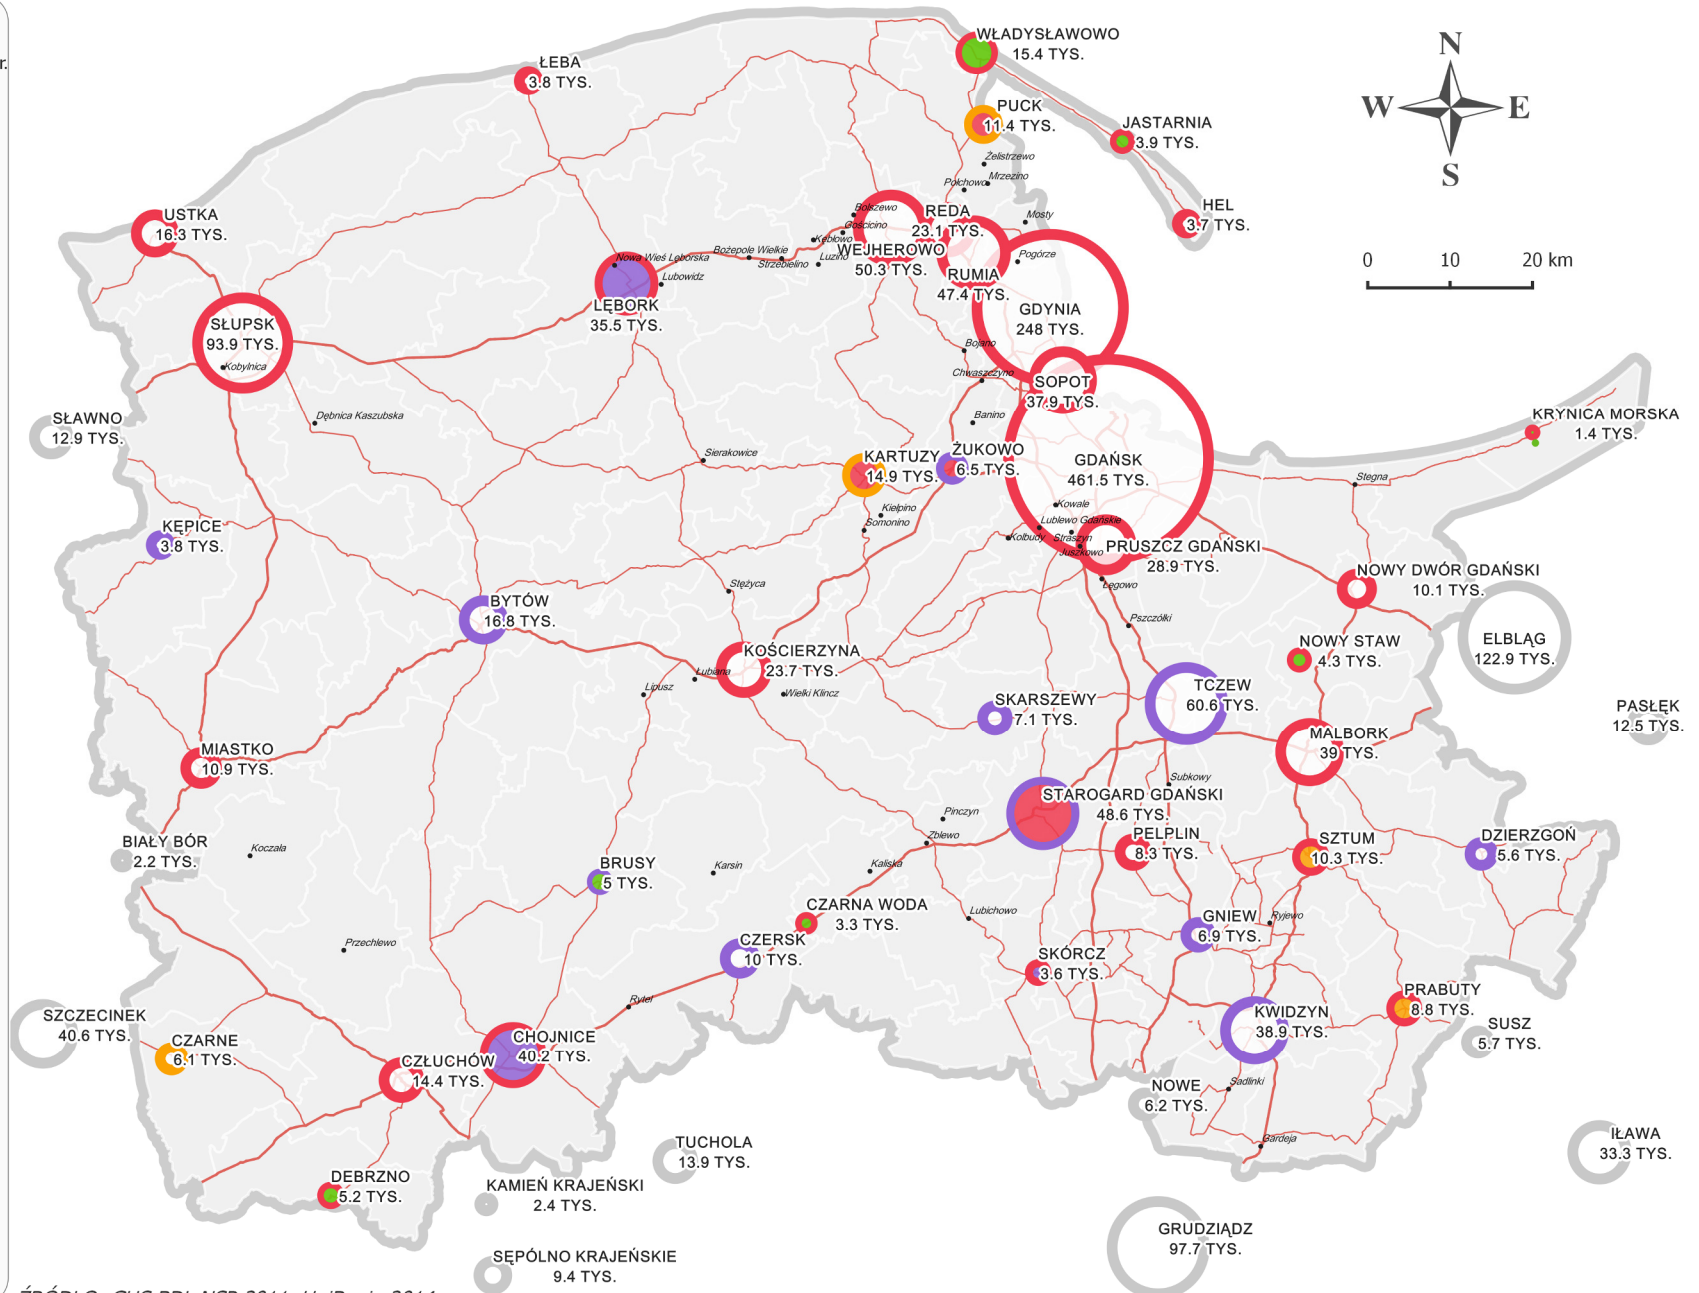 r.
WŁADYSŁAWOWO
15.4 TYS.
N
W
E
S
ŁEBA
3.8 TYS.
PUCK
11.4 TYS.
JASTARNIA
3.9 TYS.
Żelistrzewo
Mrzezino
Połchowo
HEL
3.7 TYS.
USTKA
16.3 TYS.
Bolszewo
REDA
23.1 TYS.
Mosty
Gościcino
Kębłowo
WEJHEROWO
50.3 TYS.
Luzino
Bożepole Wielkie
Strzebielino
Nowa Wieś Lęborska
Lubowidz
Pogórze
RUMIA
47.4 TYS.
0 10 20 km
LĘBORK
35.5 TYS.
GDYNIA
248 TYS.
SŁUPSK
93.9 TYS.
Kobylnica
Bojano
Chwaszczyno
SOPOT
37.9 TYS.
Dębnica Kaszubska
Banino
SŁAWNO
12.9 TYS.
KRYNICA MORSKA
1.4 TYS.
Sierakowice
KARTUZY
14.9 TYS.
ŻUKOWO
6.5 TYS.
GDAŃSK
461.5 TYS.
Stegna
Kiełpino
Somonino
Kowale
Lublewo Gdańskie
Kolbudy
Straszyn
Juszkowo
KĘPICE
3.8 TYS.
PRUSZCZ GDAŃSKI
28.9 TYS.
NOWY DWÓR GDAŃSKI
10.1 TYS.
Stężyca
Łęgowo
BYTÓW
16.8 TYS.
Pszczółki
ELBLĄG
122.9 TYS.
KOŚCIERZYNA
23.7 TYS.
NOWY STAW
4.3 TYS.
Łubiana
Lipusz
Wielki Klincz
SKARSZEWY
7.1 TYS.
TCZEW
60.6 TYS.
PASŁĘK
12.5 TYS.
MALBORK
39 TYS.
MIASTKO
10.9 TYS.
Subkowy
STAROGARD GDAŃSKI
48.6 TYS.
Pinczyn
Zblewo
PELPLIN
8.3 TYS.
SZTUM
10.3 TYS.
DZIERZGOŃ
5.6 TYS.
BIAŁY BÓR
2.2 TYS.
Koczała
BRUSY
5 TYS.
Karsin
Kaliska
CZARNA WODA
3.3 TYS.
Lubichowo
GNIEW
6.9 TYS.
Ryjewo
CZERSK
10 TYS.
Przechlewo
SKÓRCZ
3.6 TYS.
PRABUTY
8.8 TYS.
Rytel
SZCZECINEK
40.6 TYS.
KWIDZYN
38.9 TYS.
SUSZ
5.7 TYS.
CZARNE
6.1 TYS.
CHOJNICE
40.2 TYS.
CZŁUCHÓW
14.4 TYS.
NOWE
6.2 TYS.
Sadlinki
Gardeja
IŁAWA
33.3 TYS.
TUCHOLA
13.9 TYS.
DEBRZNO
5.2 TYS.
KAMIEŃ KRAJEŃSKI
2.4 TYS.
GRUDZIĄDZ
97.7 TYS.
SĘPÓLNO KRAJEŃSKIE
9.4 TYS.